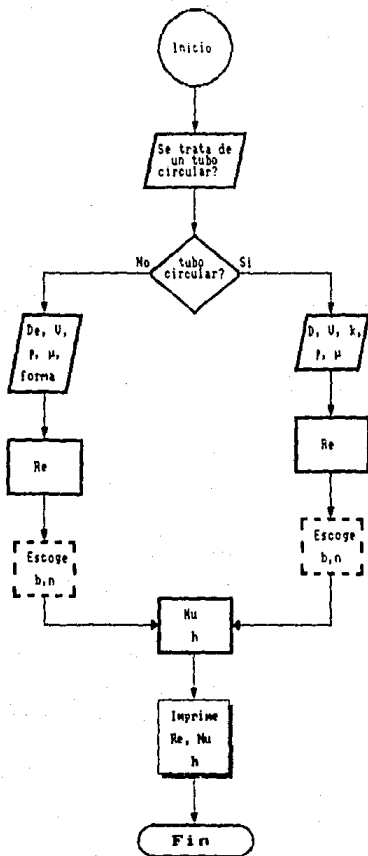 Inicio
Se trata de
un tubo
circular?
No
tubo
circular?
Si
De, V,
ρ, μ,
forma
D, V, k,
ρ, μ
Re
Re
Escoge
b,n
Escoge
b,n
Nu
h
Imprime
Re, Nu
h
Fin